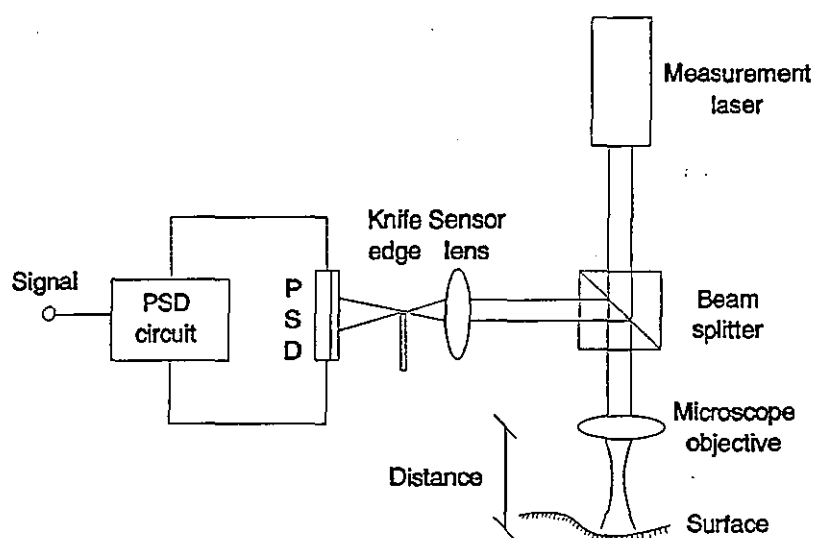 Measurement
laser
Knife Sensor
edge lens
Signal
PSD
circuit
P
S
D
Beam
splitter
Microscope
objective
Distance
Surface